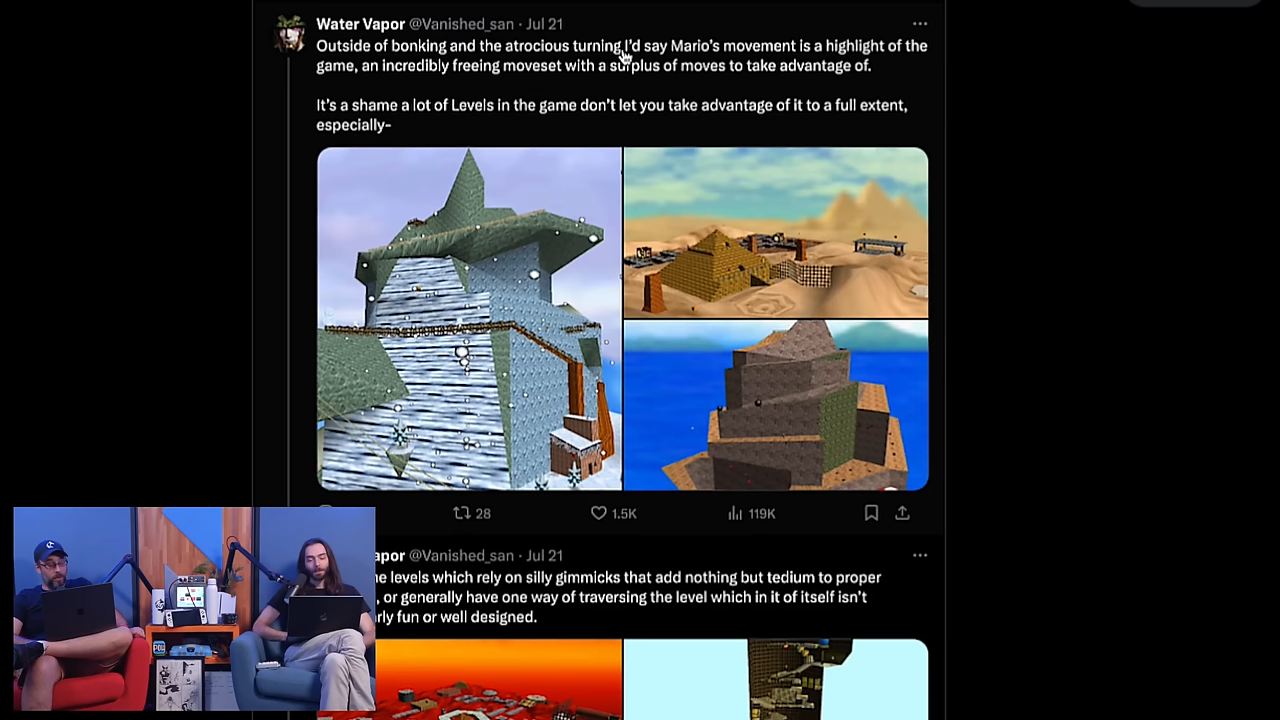 Water Vapor @Vanished_san · Jul 21
Outside of bonking and the atrocious turning I'd say Mario's movement is a highlight of the
game, an incredibly freeing moveset with a surplus of moves to take advantage of.
It's a shame a lot of Levels in the game don't let you take advantage of it to a full extent,
especially-
28 1.5K 119K
apor @Vanished_san · Jul 21
ne levels which rely on silly gimmicks that add nothing but tedium to proper
, or generally have one way of traversing the level which in it of itself isn't
rly fun or well designed.
POW